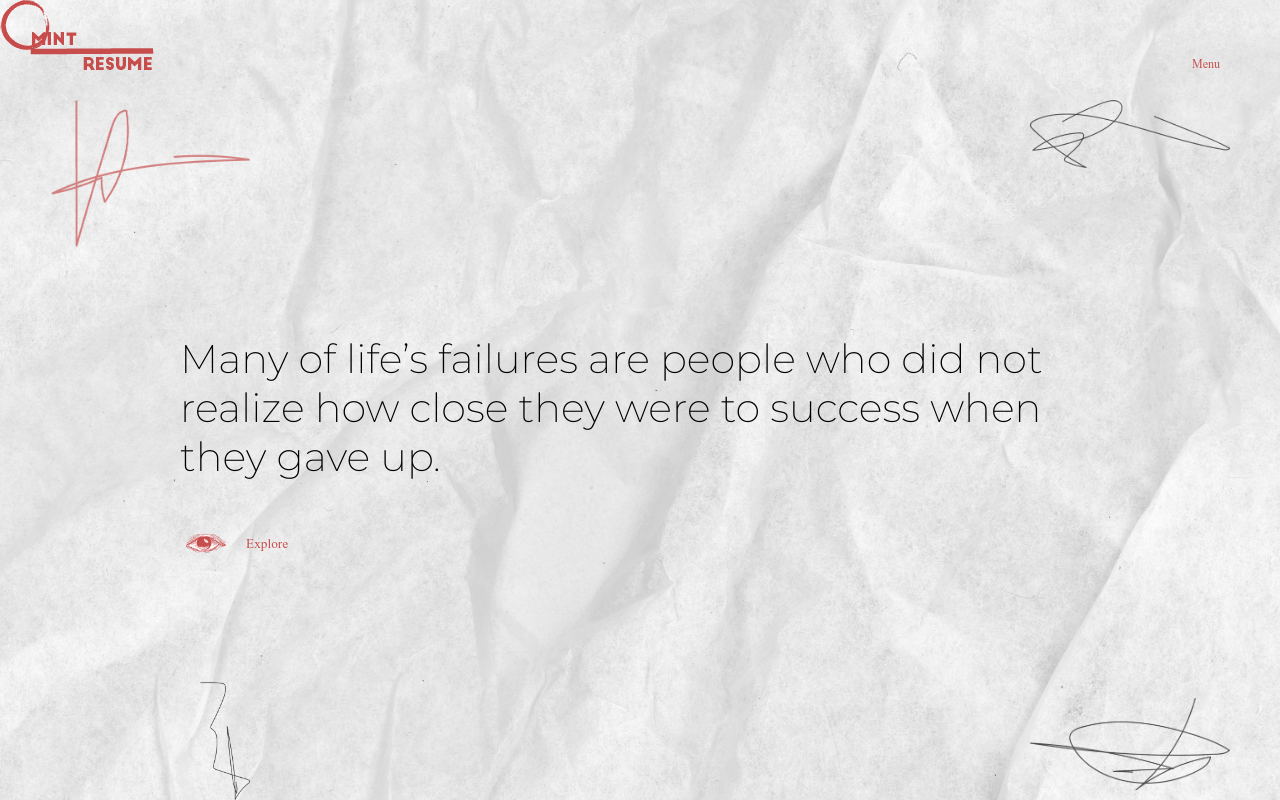 MINT
RESUME
Menu
Many of life’s failures are people who did not
realize how close they were to success when
they gave up.
Explore